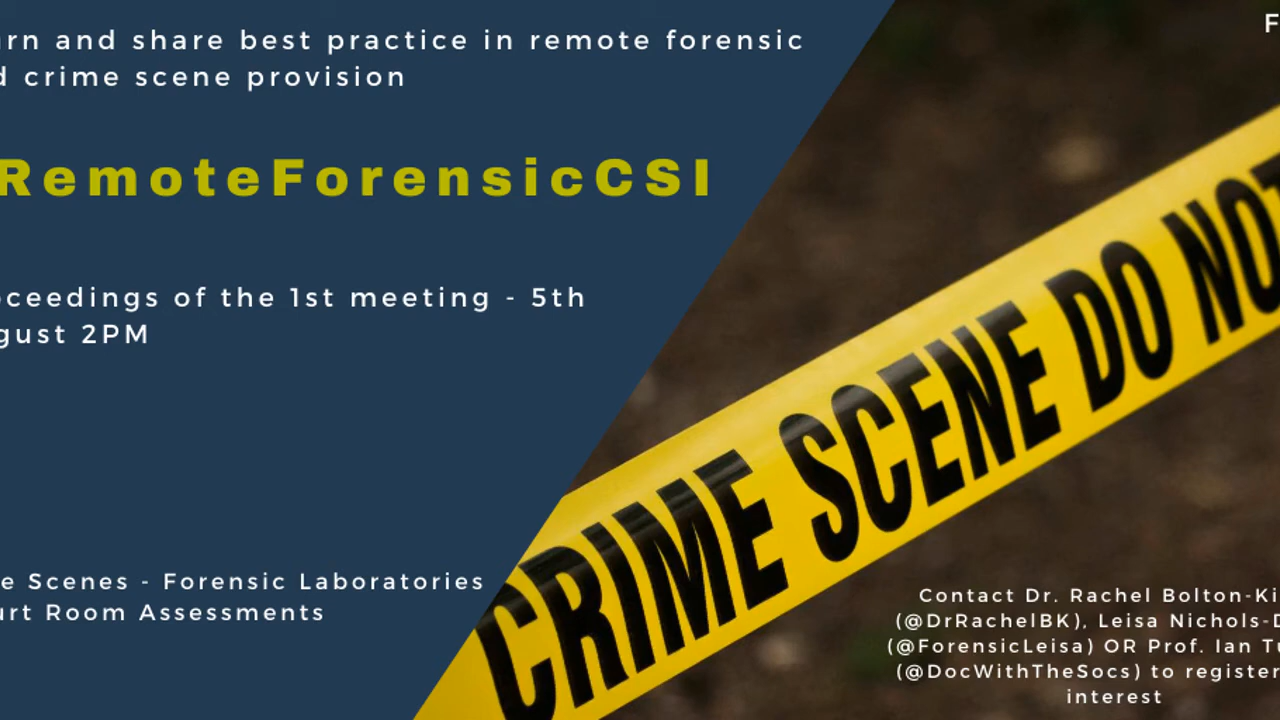 F
arn and share best practice in remote forensic
d crime scene provision
RemoteForensicCSI
ceedings of the 1st meeting - 5th
gust 2PM
CRIME SCENE DO NOT
e Scenes - Forensic Laboratories
urt Room Assessments
Contact Dr. Rachel Bolton-Ki
(@DrRachelBK), Leisa Nichols-D
(@ForensicLeisa) OR Prof. Ian Tu
(@DocWithTheSocs) to register
interest